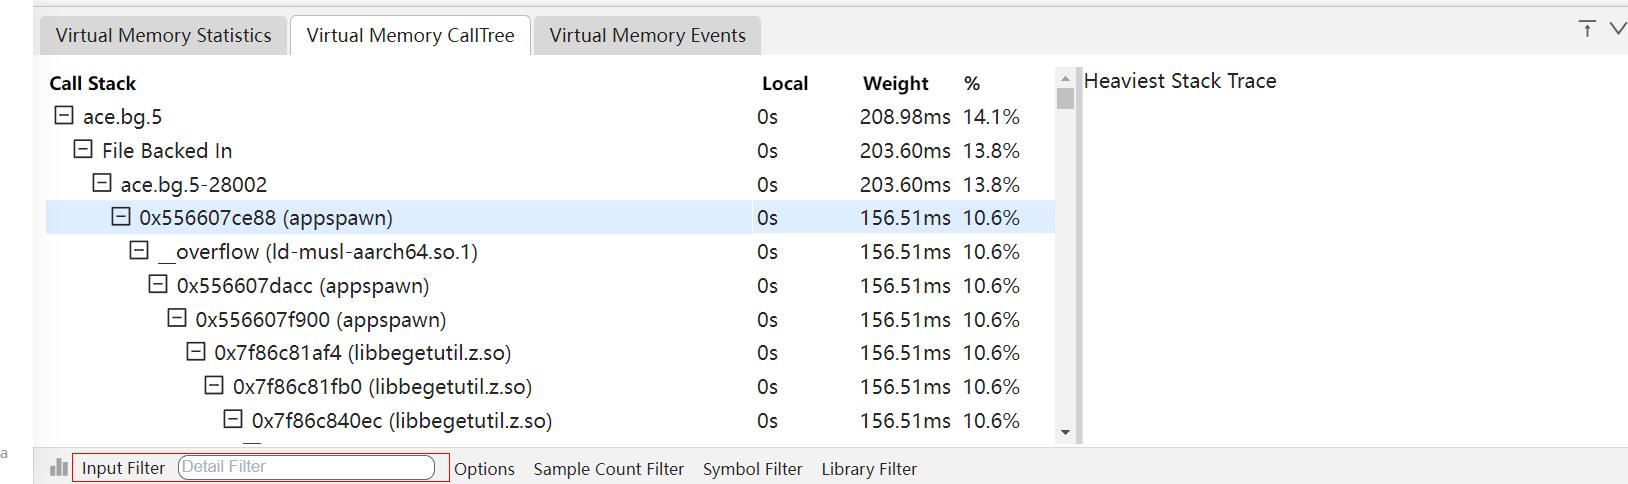 Virtual Memory Statistics Virtual Memory CallTree Virtual Memory Events
Call Stack Local Weight %
Heaviest Stack Trace
ace.bg.5 0s 208.98ms 14.1%
File Backed In 0s 203.60ms 13.8%
ace.bg.5-28002 0s 203.60ms 13.8%
0x556607ce88 (appspawn) 0s 156.51ms 10.6%
__overflow (ld-musl-aarch64.so.1) 0s 156.51ms 10.6%
0x556607dacc (appspawn) 0s 156.51ms 10.6%
0x556607f900 (appspawn) 0s 156.51ms 10.6%
0x7f86c81af4 (libbegetutil.z.so) 0s 156.51ms 10.6%
0x7f86c81fb0 (libbegetutil.z.so) 0s 156.51ms 10.6%
0x7f86c840ec (libbegetutil.z.so) 0s 156.51ms 10.6%
a
Input Filter Detail Filter Options Sample Count Filter Symbol Filter Library Filter